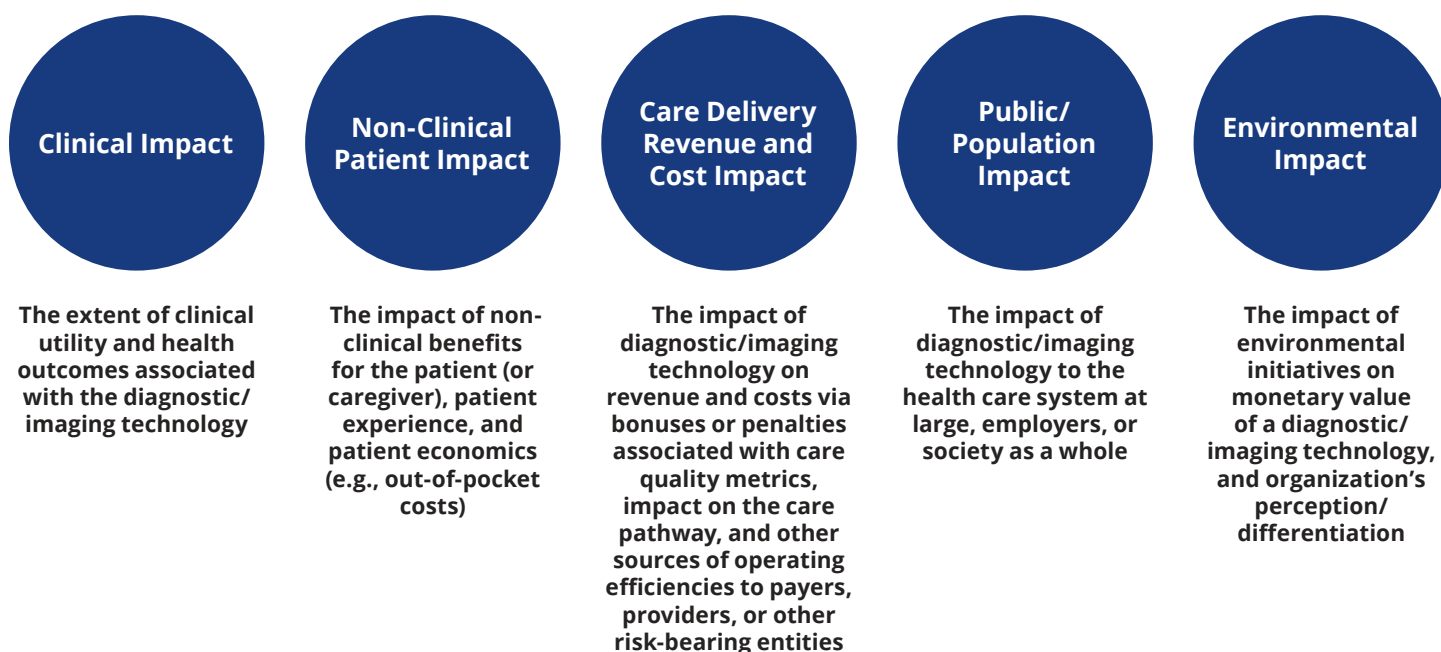 Clinical Impact
Non-Clinical
Patient Impact
Care Delivery
Revenue and
Cost Impact
Public/
Population
Impact
Environmental
Impact
The extent of clinical
utility and health
outcomes associated
with the diagnostic/
imaging technology
The impact of non-
clinical benefits
for the patient (or
caregiver), patient
experience, and
patient economics
(e.g., out-of-pocket
costs)
The impact of
diagnostic/imaging
technology on
revenue and costs via
bonuses or penalties
associated with care
quality metrics,
impact on the care
pathway, and other
sources of operating
efficiencies to payers,
providers, or other
risk-bearing entities
The impact of
diagnostic/imaging
technology to the
health care system at
large, employers, or
society as a whole
The impact of
environmental
initiatives on
monetary value
of a diagnostic/
imaging technology,
and organization’s
perception/
differentiation